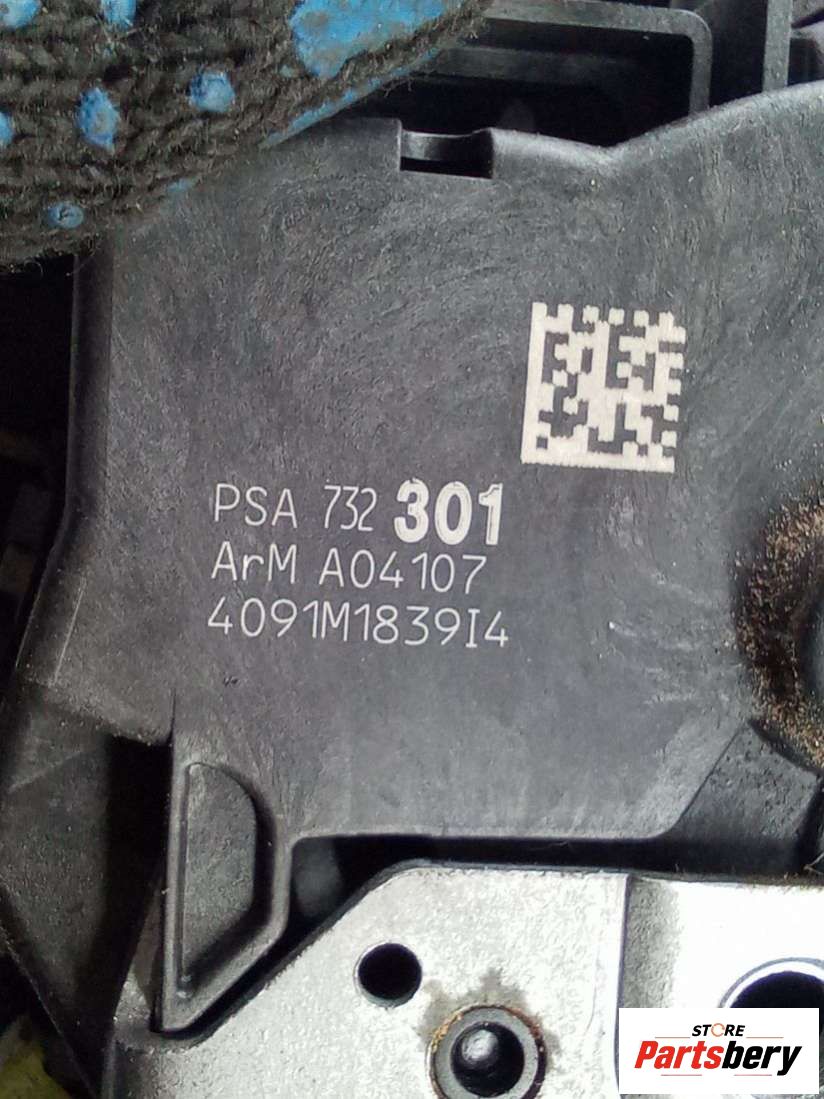 PSA 732 301
ArM A04107
4091M1839I4
STORE
Partsbery